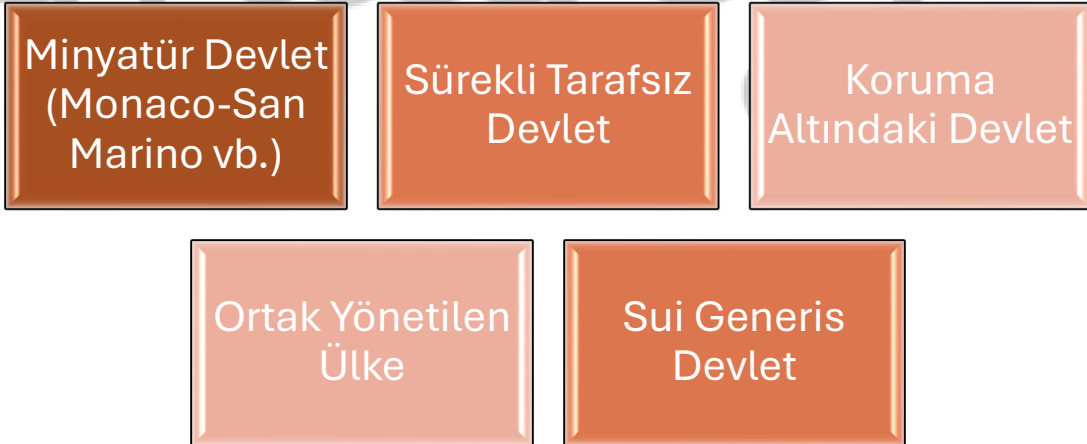 Minyatür Devlet
(Monaco-San
Marino vb.)
Sürekli Tarafsız
Devlet
Koruma
Altındaki Devlet
Ortak Yönetilen
Ülke
Sui Generis
Devlet